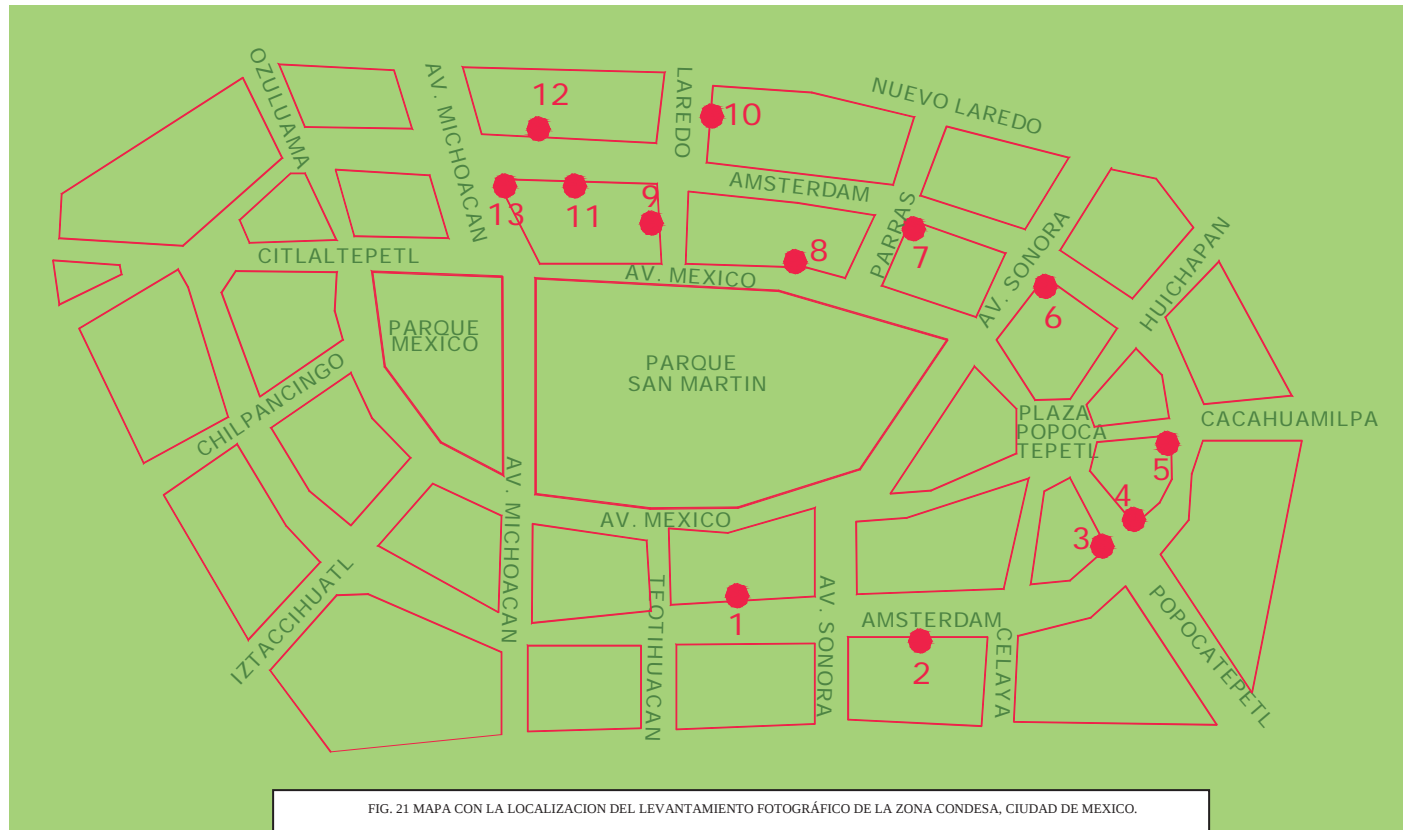 OZULUAMA
AV. MICHOACAN
LAREDO
NUEVO LAREDO
12
10
AMSTERDAM
13
11
9
8
PARRAS
7
AV. SONORA
6
HUICHAPAN
CITLALTEPETL
AV. MEXICO
PARQUE
MEXICO
PARQUE
SAN MARTIN
CHILPANCINGO
PLAZA
POPOCA
TEPETL
CACAHUAMILPA
5
4
3
AV. MICHOACAN
AV. MEXICO
IZTACCIHUATL
TEOTIHUACAN
1
AV. SONORA
AMSTERDAM
2
CELAYA
POPOCATEPETL
FIG. 21 MAPA CON LA LOCALIZACION DEL LEVANTAMIENTO FOTOGRÁFICO DE LA ZONA CONDESA, CIUDAD DE MEXICO.